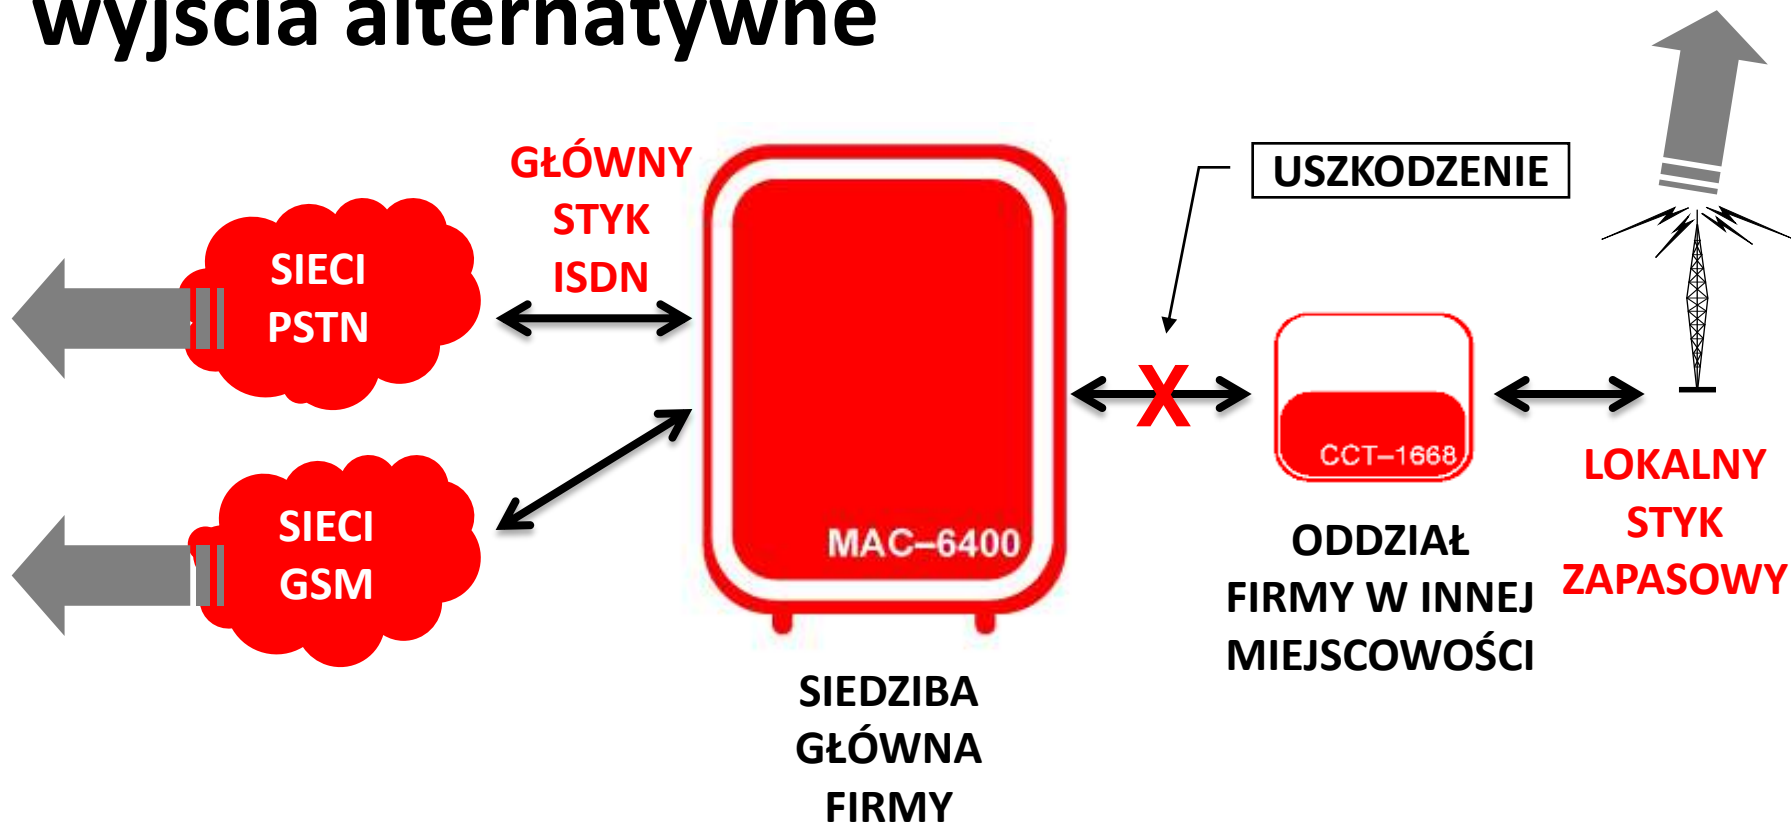 wyjścia alternatywne
GŁÓWNY
STYK
ISDN
SIECI
PSTN
SIECI
GSM
MAC–6400
SIEDZIBA
GŁÓWNA
FIRMY
USZKODZENIE
X
CCT–1668
ODDZIAŁ
FIRMY W INNEJ
MIEJSCOWOŚCI
LOKALNY
STYK
ZAPASOWY